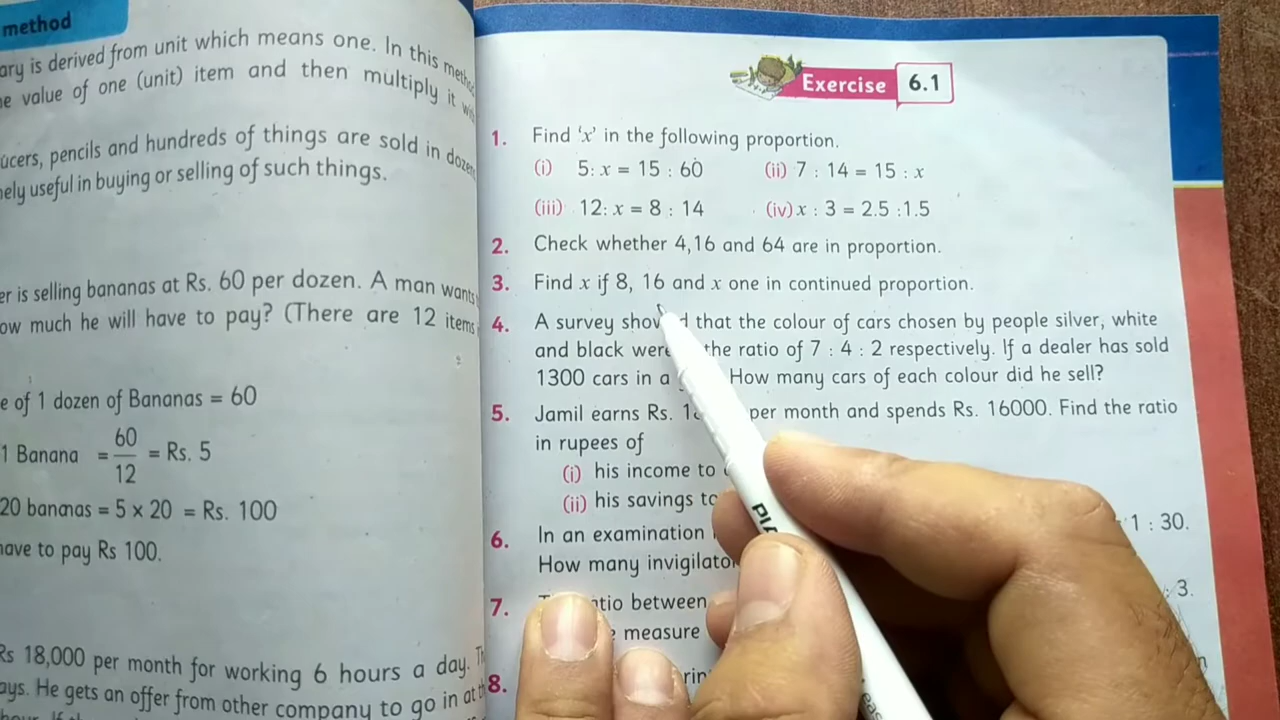 method
ary is derived from unit which means one. In this
e value of one (unit) item and then multiply it
ucers, pencils and hundreds of things are sold in
ely useful in buying or selling of such things.
er is selling bananas at Rs. 60 per dozen. A man wants
ow much he will have to pay? (There are 12 items
e of 1 dozen of Bananas = 60
1 Banana = 60/12 = Rs. 5
20 bananas = 5 x 20 = Rs. 100
have to pay Rs 100.
Rs 18,000 per month for working 6 hours a day.
ays. He gets an offer from other company to go in at
Exercise 6.1
1. Find ‘x’ in the following proportion.
(i) 5: x = 15 : 60 (ii) 7 : 14 = 15 : x
(iii) 12: x = 8 : 14 (iv) x : 3 = 2.5 :1.5
2. Check whether 4,16 and 64 are in proportion.
3. Find x if 8, 16 and x one in continued proportion.
4. A survey that the colour of cars chosen by people silver, white
and black were the ratio of 7 : 4 : 2 respectively. If a dealer has sold
1300 cars in a How many cars of each colour did he sell?
5. Jamil earns Rs. per month and spends Rs. 16000. Find the ratio
in rupees of
(i) his income to
(ii) his savings to
6. In an examination 1 : 30.
How many
7. between : 3.
measure
8.